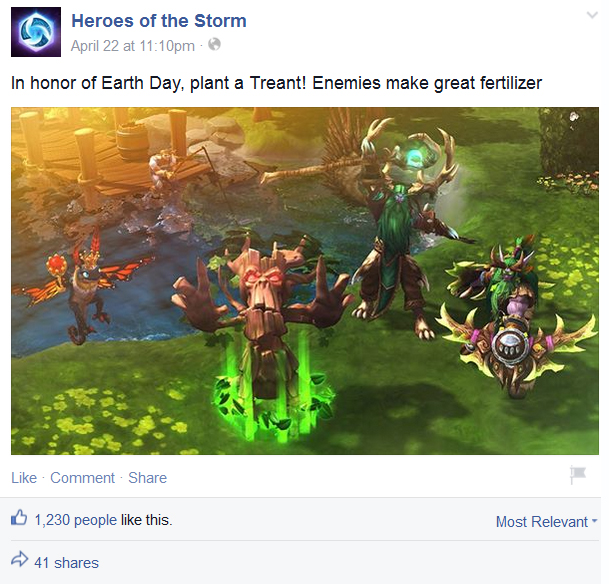 Heroes of the Storm
April 22 at 11:10pm ·
In honor of Earth Day, plant a Treant! Enemies make great fertilizer
Like · Comment · Share
1,230 people like this.
Most Relevant
41 shares